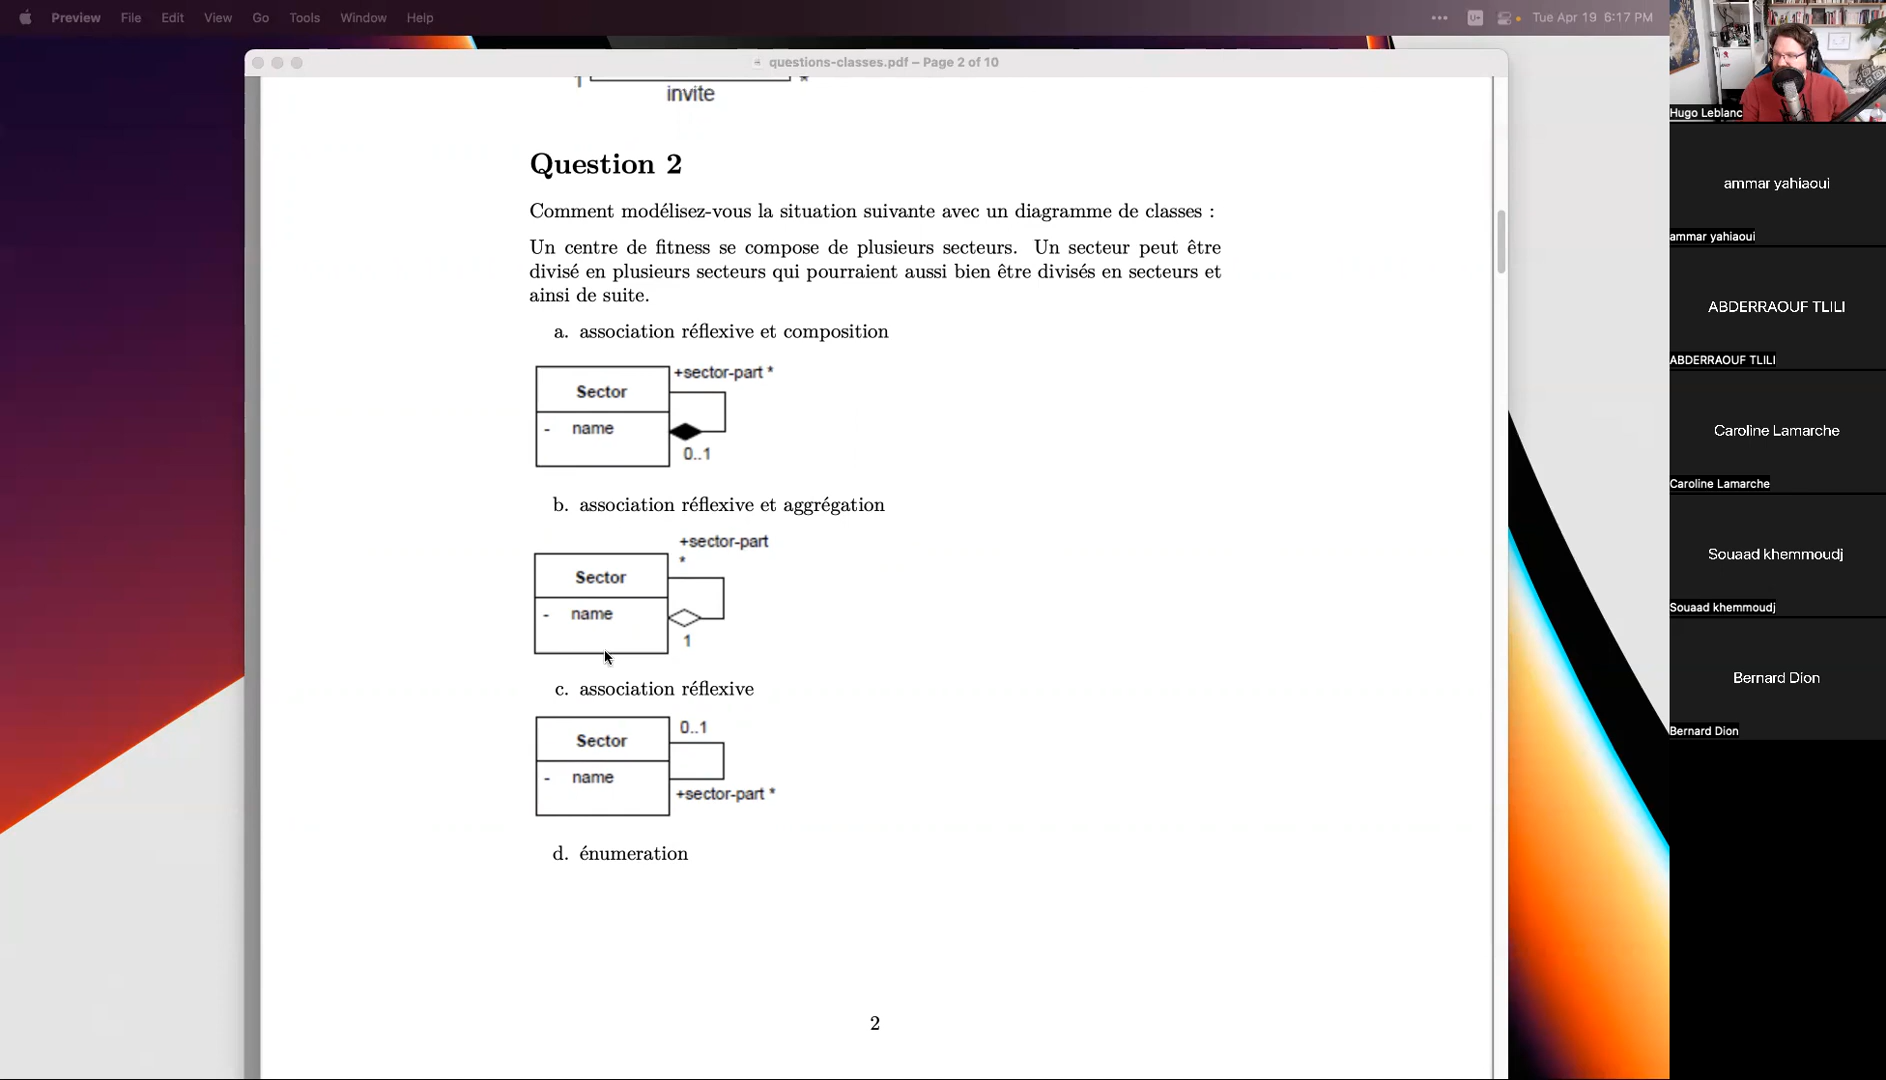 Preview File Edit View Go Tools Window Help
Tue Apr 19 6:17 PM
questions-classes.pdf – Page 2 of 10
1 *
invite
Question 2
Comment modélisez-vous la situation suivante avec un diagramme de classes :
Un centre de fitness se compose de plusieurs secteurs. Un secteur peut être
divisé en plusieurs secteurs qui pourraient aussi bien être divisés en secteurs et
ainsi de suite.
a. association réflexive et composition
+sector-part *
Sector
- name
0..1
b. association réflexive et aggrégation
+sector-part
*
Sector
- name
1
c. association réflexive
0..1
Sector
- name
+sector-part *
d. énumeration
2
Hugo Leblanc
ammar yahiaoui
ammar yahiaoui
ABDERRAOUF TLILI
ABDERRAOUF TLILI
Caroline Lamarche
Caroline Lamarche
Souaad khemmoudj
Souaad khemmoudj
Bernard Dion
Bernard Dion